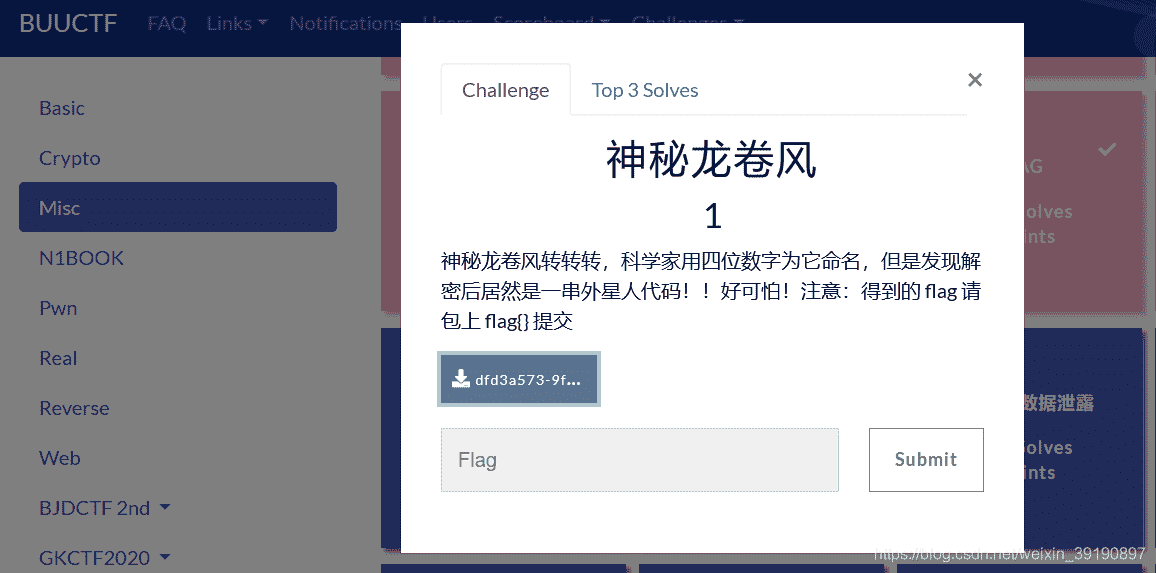 BUUCTF FAQ Links Notifications Users Scoreboard Challenges
Basic
Crypto
Misc
N1BOOK
Pwn
Real
Reverse
Web
BJDCTF 2nd
GKCTF2020
Challenge Top 3 Solves ×
神秘龙卷风
1
神秘龙卷风转转转，科学家用四位数字为它命名，但是发现解
密后居然是一串外星人代码！！好可怕！注意：得到的 flag 请
包上 flag{} 提交
dfd3a573-9f...
Flag
Submit
AG
olves
ints
数据泄露
olves
ints
https://blog.csdn.net/weixin_39190897